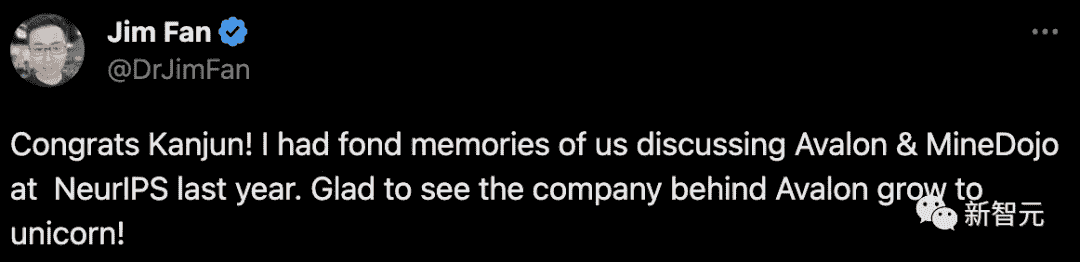 Jim Fan
@DrJimFan
Congrats Kanjun! I had fond memories of us discussing Avalon & MineDojo
at NeurIPS last year. Glad to see the company behind Avalon grow to
unicorn!
新智元